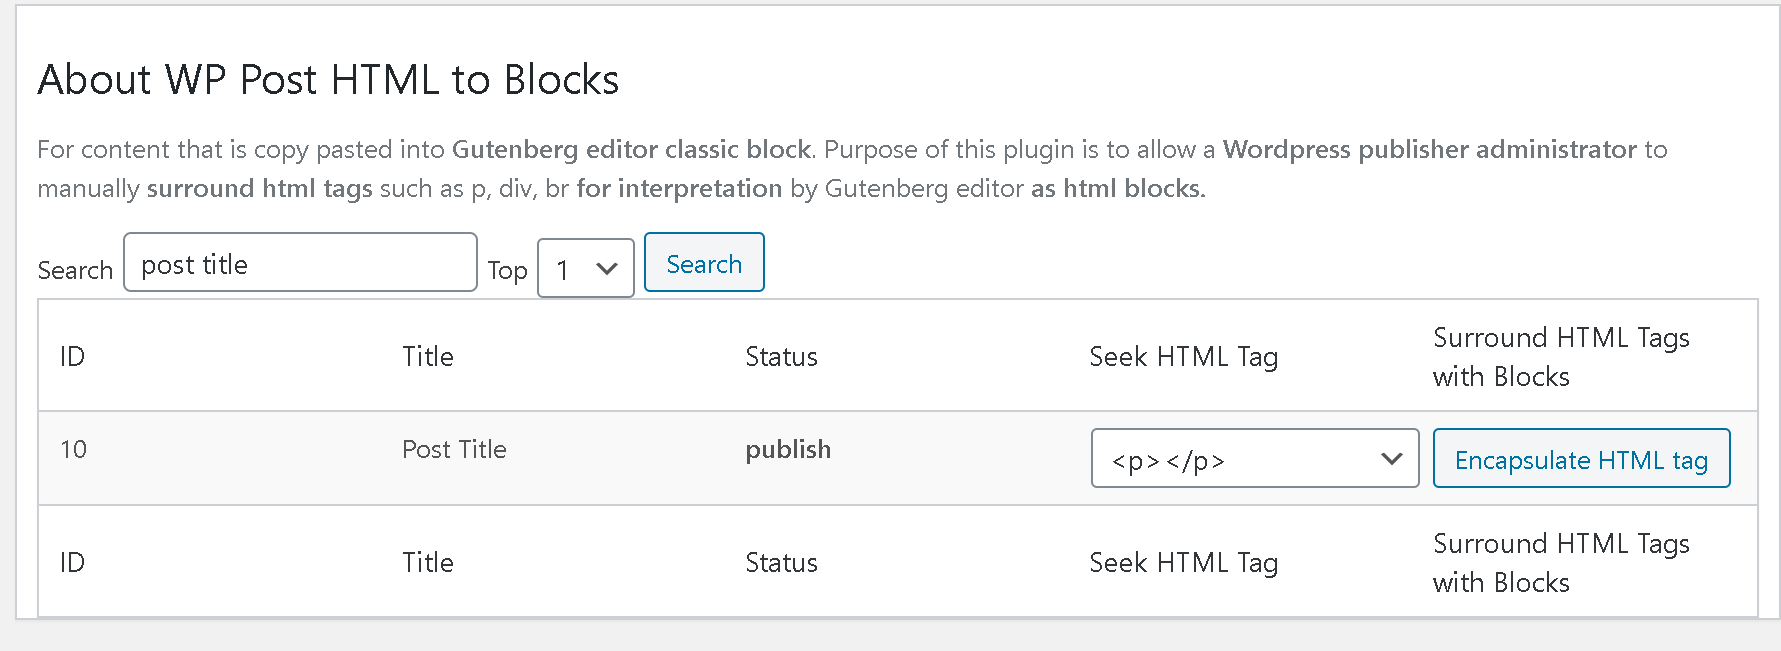 About WP Post HTML to Blocks
For content that is copy pasted into Gutenberg editor classic block. Purpose of this plugin is to allow a Wordpress publisher administrator to
manually surround html tags such as p, div, br for interpretation by Gutenberg editor as html blocks.
Search post title Top 1 Search
ID Title Status Seek HTML Tag Surround HTML Tags
with Blocks
10 Post Title publish <p></p> Encapsulate HTML tag
ID Title Status Seek HTML Tag Surround HTML Tags
with Blocks